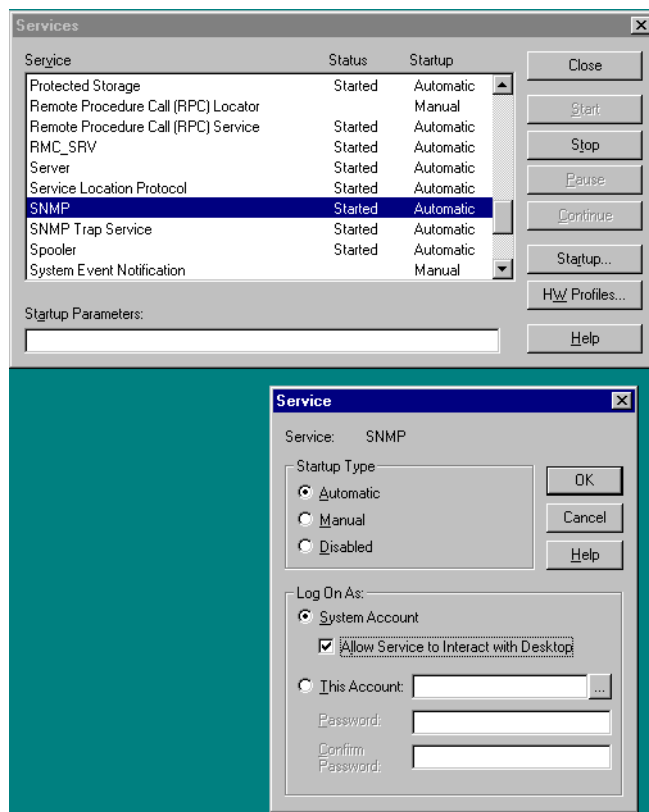 Services
Service Status Startup
Protected Storage Started Automatic
Remote Procedure Call (RPC) Locator Manual
Remote Procedure Call (RPC) Service Started Automatic
RMC_SRV Started Automatic
Server Started Automatic
Service Location Protocol Started Automatic
SNMP Started Automatic
SNMP Trap Service Started Automatic
Spooler Started Automatic
System Event Notification Manual
Startup Parameters:
Close
Start
Stop
Pause
Continue
Startup...
HW Profiles...
Help
Service
Service: SNMP
Startup Type
Automatic
Manual
Disabled
OK
Cancel
Help
Log On As:
System Account
Allow Service to Interact with Desktop
This Account: ...
Password:
Confirm
Password: